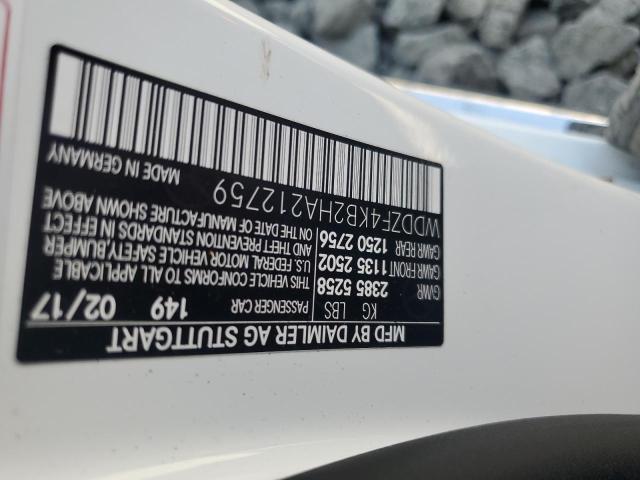 MFD BY DAIMLER AG STUTTGART
KG LBS
GVWR 2385 5258
GAWR FRONT 1135 2502
GAWR REAR 1250 2756
PASSENGER CAR 149 02/17
THIS VEHICLE CONFORMS TO ALL APPLICABLE
U.S. FEDERAL MOTOR VEHICLE SAFETY/BUMPER
AND THEFT PREVENTION STANDARDS IN EFFECT
ON THE DATE OF MANUFACTURE SHOWN ABOVE
WDDZF4KB2HA212759
MADE IN GERMANY